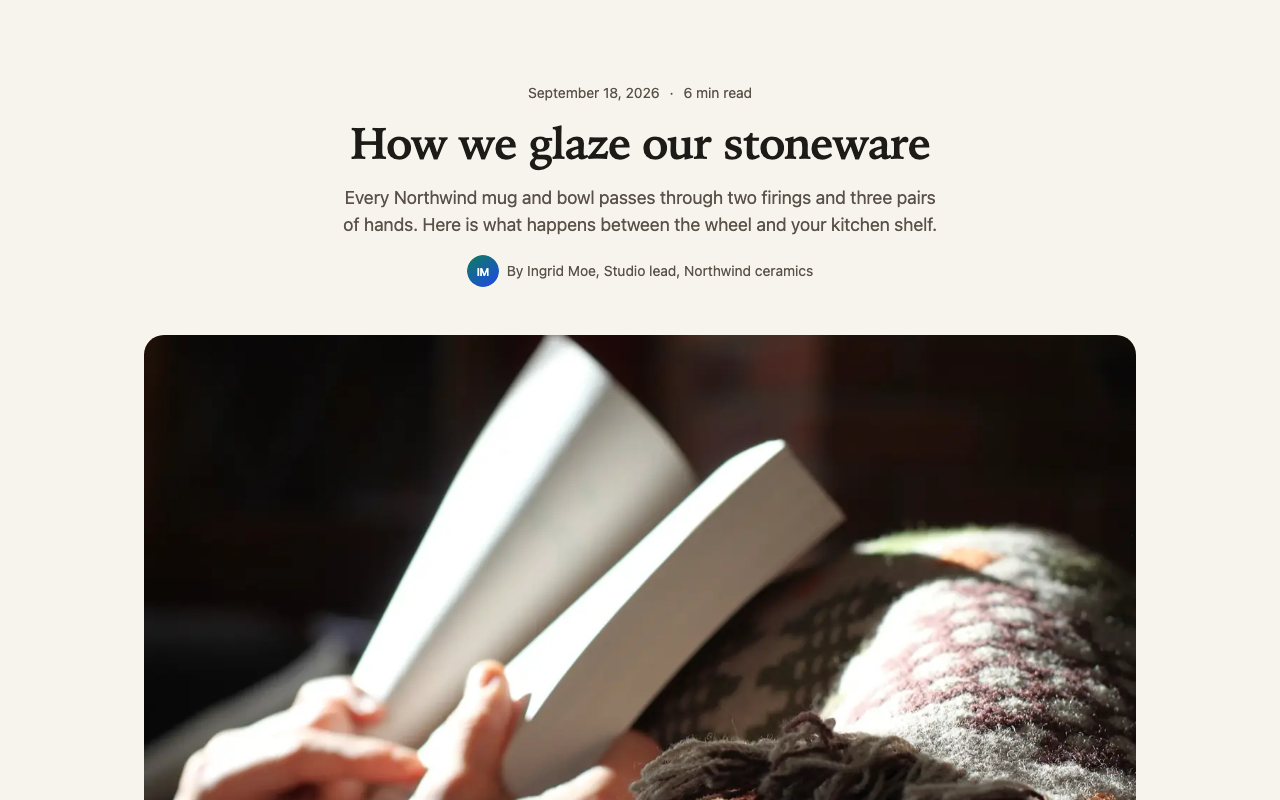 September 18, 2026 · 6 min read
How we glaze our stoneware
Every Northwind mug and bowl passes through two firings and three pairs
of hands. Here is what happens between the wheel and your kitchen shelf.
IM By Ingrid Moe, Studio lead, Northwind ceramics